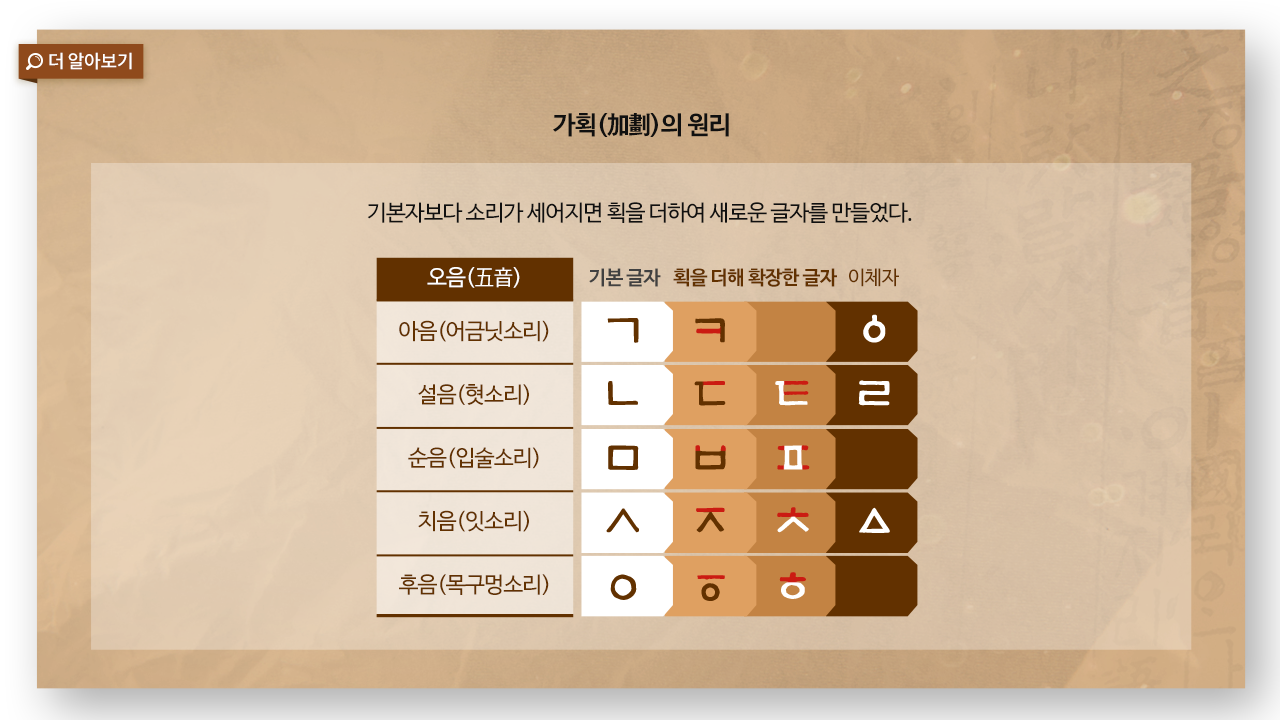 더 알아보기
가획(加劃)의 원리
기본자보다 소리가 세어지면 획을 더하여 새로운 글자를 만들었다.
오음(五音) 기본 글자 획을 더해 확장한 글자 이체자
아음(어금닛소리) ㄱ ㅋ ㆁ
설음(혓소리) ㄴ ㄷ ㅌ ㄹ
순음(입술소리) ㅁ ㅂ ㅍ
치음(잇소리) ㅅ ㅈ ㅊ ㅿ
후음(목구멍소리) ㅇ ㆆ ㅎ